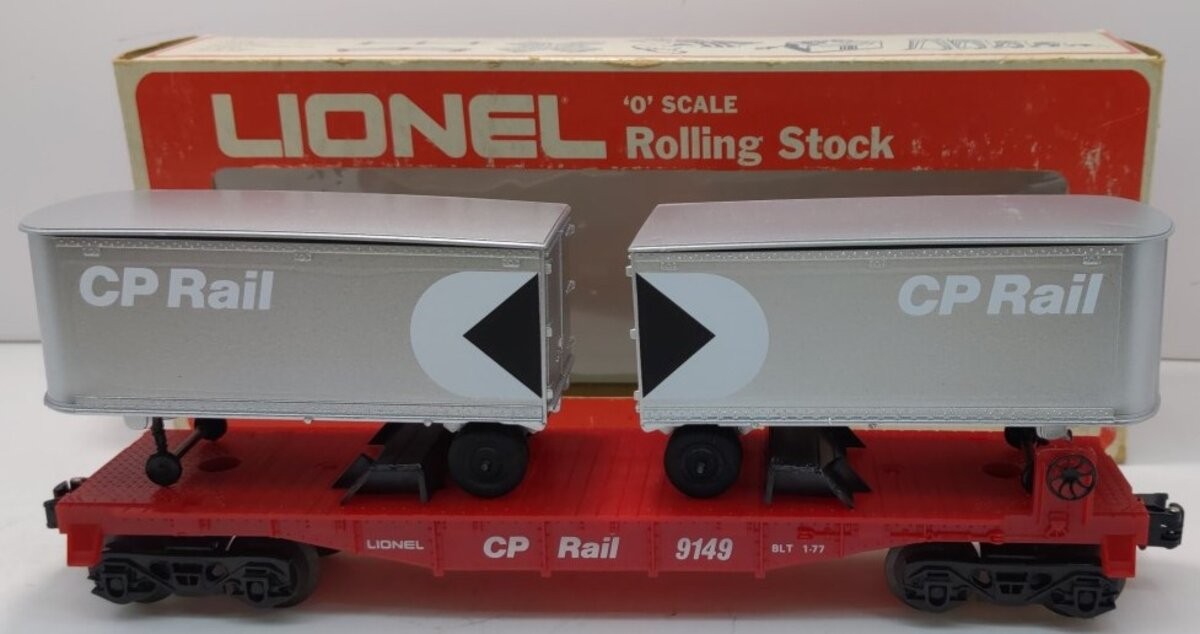 LIONEL 'O' SCALE
Rolling Stock
CP Rail
CP Rail
LIONEL CP Rail 9149 BLT 1-77